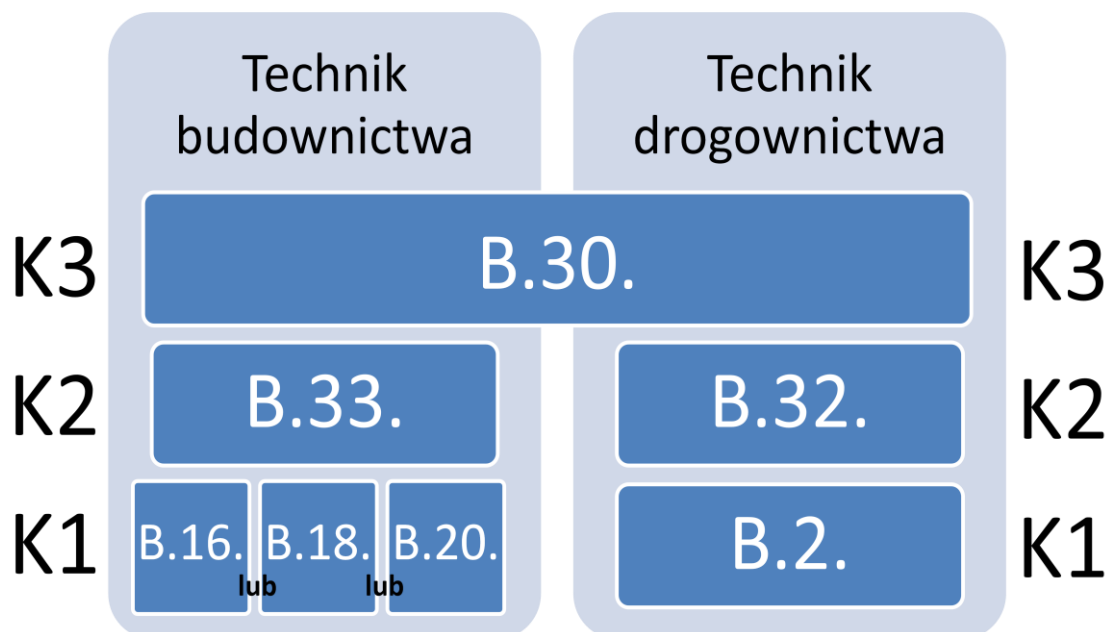 Technik
budownictwa
Technik
drogownictwa
K3
B.30.
K3
K2
B.33.
B.32.
K2
K1
B.16.
lub
B.18.
lub
B.20.
B.2.
K1